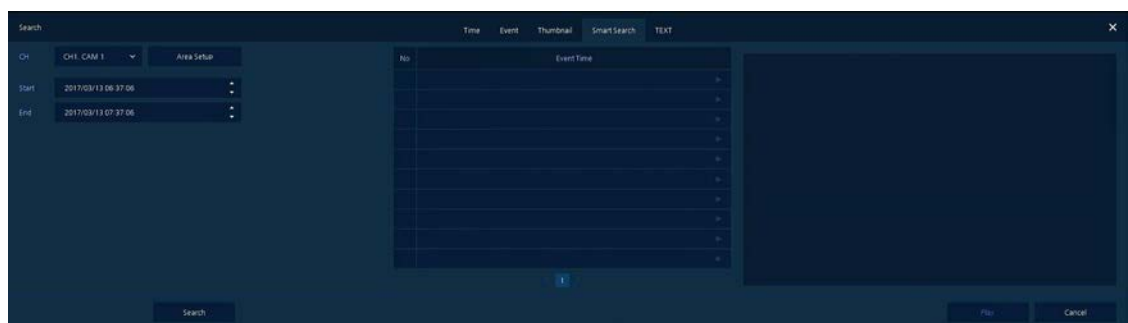 Search
Time Event Thumbnail Smart Search TEXT
CH CH1. CAM 1 Area Setup
Start 2017/03/13 06:37:06
End 2017/03/13 07:37:06
No Event Time
1
Search Play Cancel